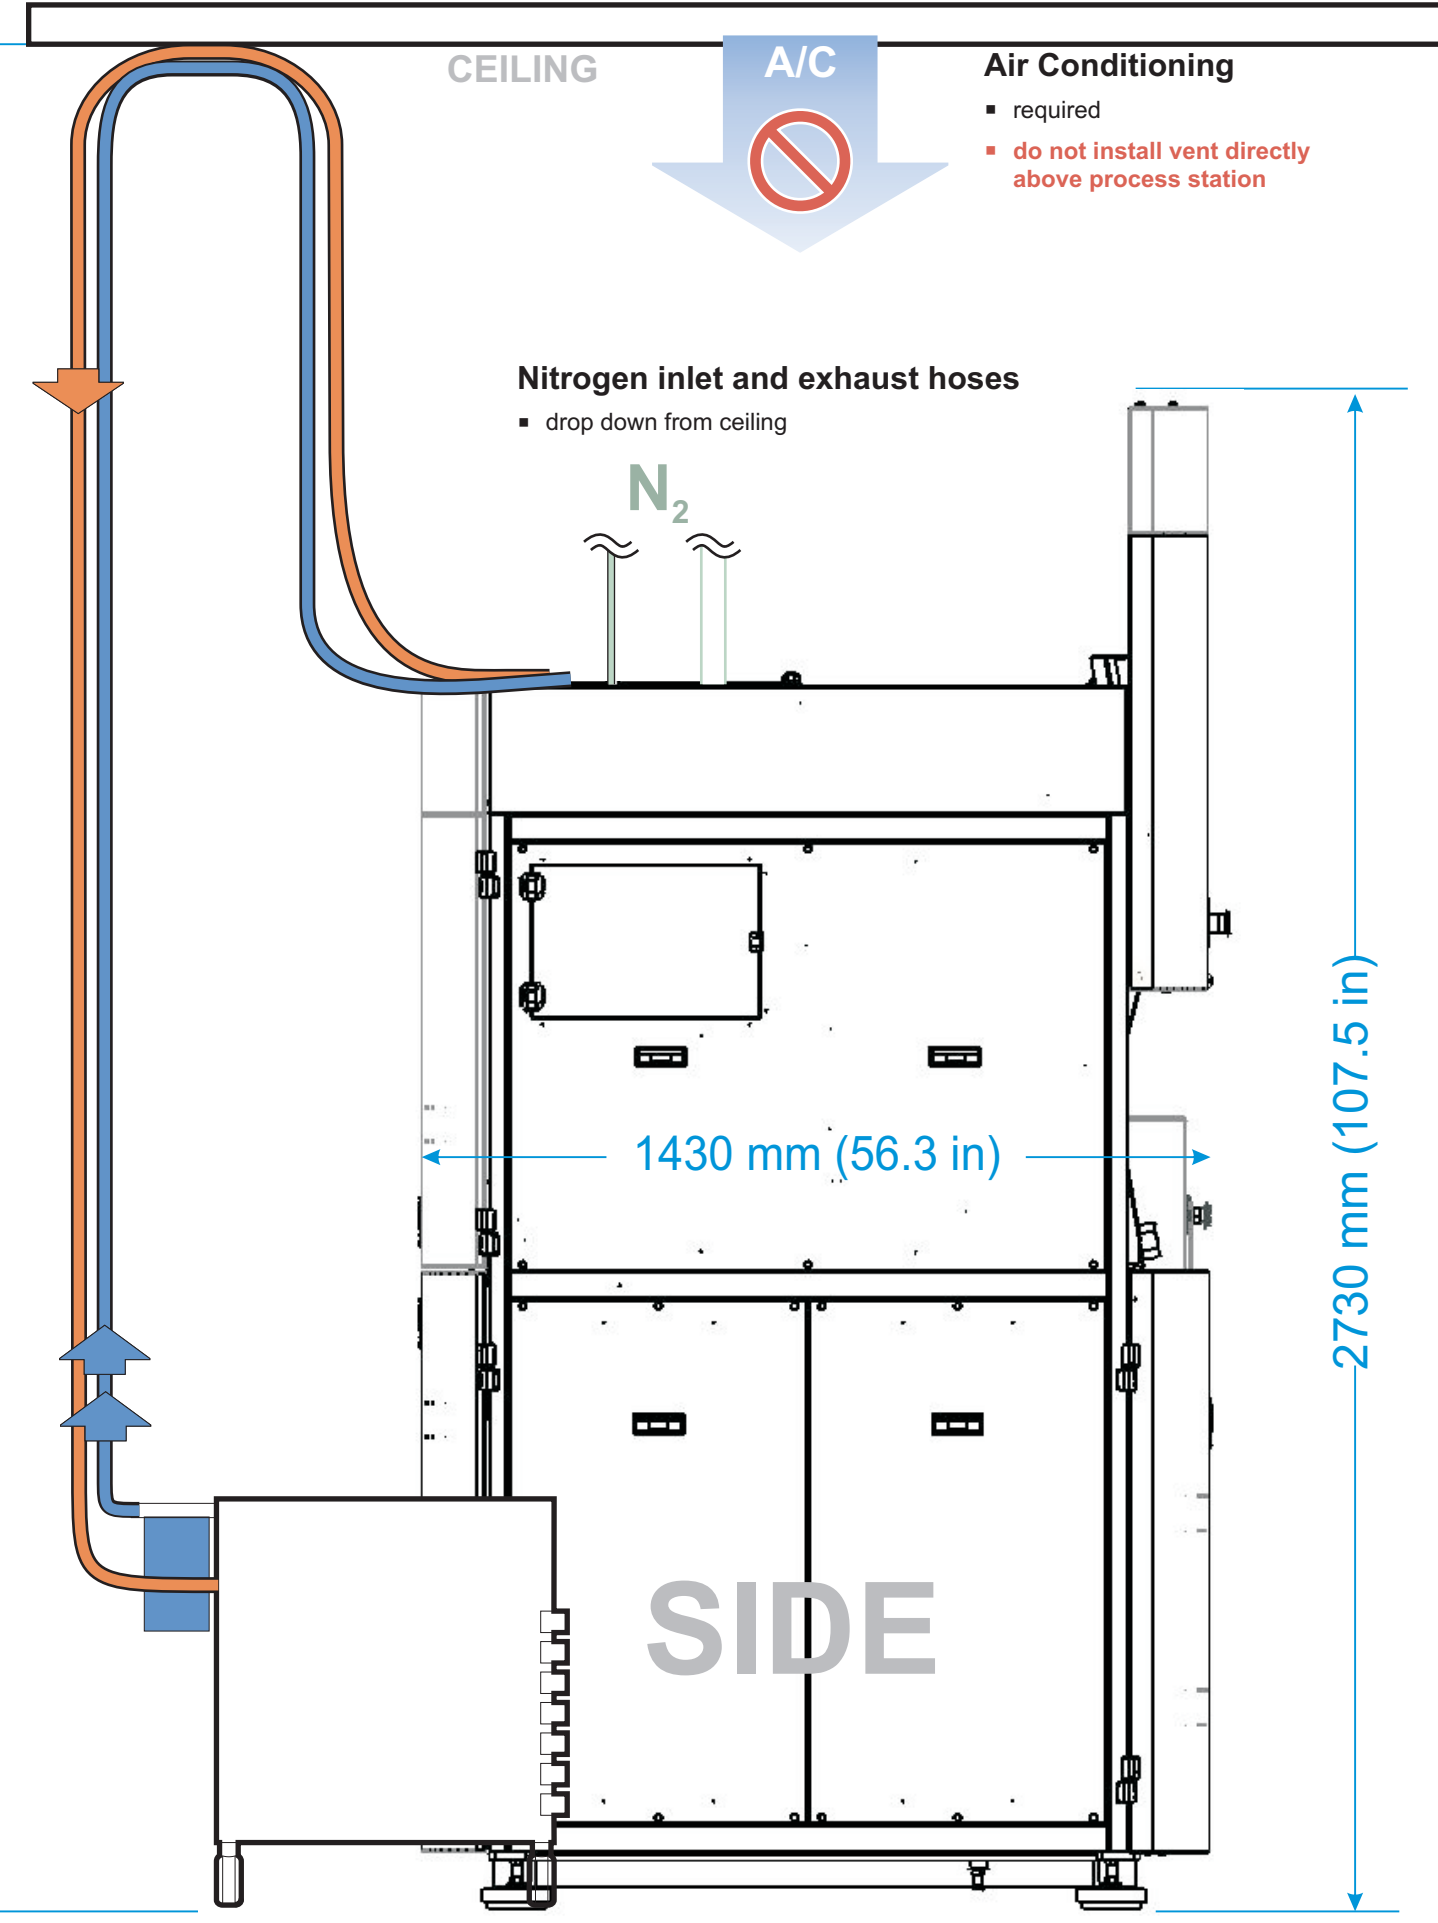 CEILING
A/C
Air Conditioning
▪ required
▪ do not install vent directly
above process station
Nitrogen inlet and exhaust hoses
▪ drop down from ceiling
N₂
1430 mm (56.3 in)
2730 mm (107.5 in)
SIDE